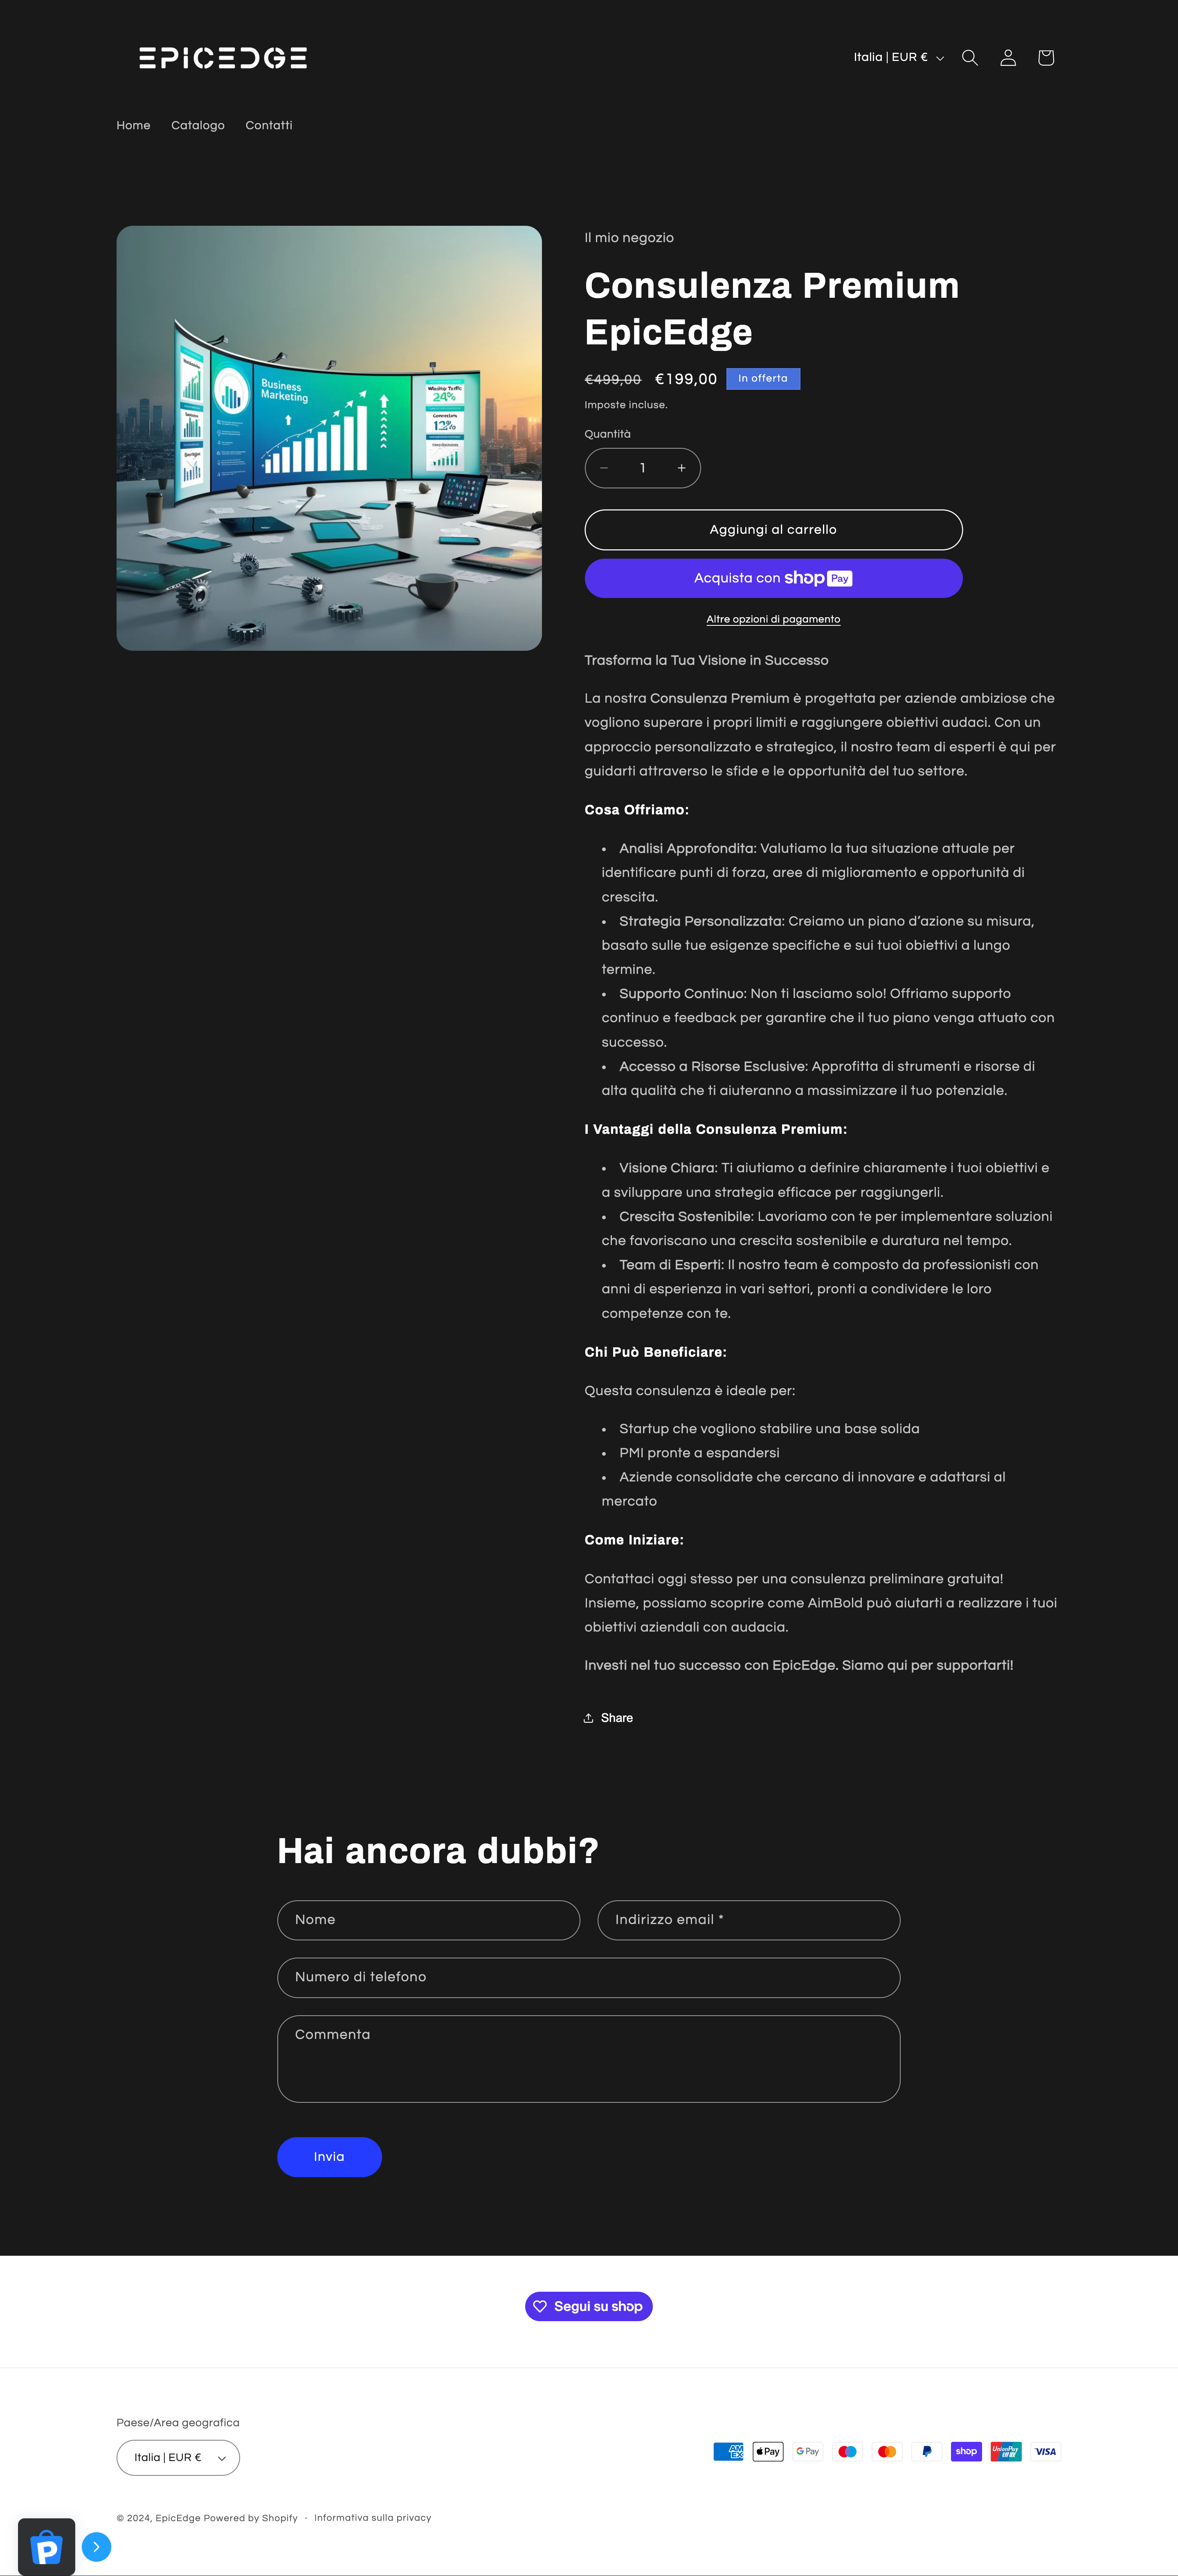 EPICEDGE
Italia | EUR €
Home Catalogo Contatti
Il mio negozio
Consulenza Premium
EpicEdge
€499,00 €199,00 In offerta
Imposte incluse.
Quantità
− 1 +
Aggiungi al carrello
Acquista con shop Pay
Altre opzioni di pagamento
Business
Marketing
24%
Trasforma la Tua Visione in Successo
La nostra Consulenza Premium è progettata per aziende ambiziose che
vogliono superare i propri limiti e raggiungere obiettivi audaci. Con un
approccio personalizzato e strategico, il nostro team di esperti è qui per
guidarti attraverso le sfide e le opportunità del tuo settore.
Cosa Offriamo:
• Analisi Approfondita: Valutiamo la tua situazione attuale per
identificare punti di forza, aree di miglioramento e opportunità di
crescita.
• Strategia Personalizzata: Creiamo un piano d’azione su misura,
basato sulle tue esigenze specifiche e sui tuoi obiettivi a lungo
termine.
• Supporto Continuo: Non ti lasciamo solo! Offriamo supporto
continuo e feedback per garantire che il tuo piano venga attuato con
successo.
• Accesso a Risorse Esclusive: Approfitta di strumenti e risorse di
alta qualità che ti aiuteranno a massimizzare il tuo potenziale.
I Vantaggi della Consulenza Premium:
• Visione Chiara: Ti aiutiamo a definire chiaramente i tuoi obiettivi e
a sviluppare una strategia efficace per raggiungerli.
• Crescita Sostenibile: Lavoriamo con te per implementare soluzioni
che favoriscano una crescita sostenibile e duratura nel tempo.
• Team di Esperti: Il nostro team è composto da professionisti con
anni di esperienza in vari settori, pronti a condividere le loro
competenze con te.
Chi Può Beneficiare:
Questa consulenza è ideale per:
• Startup che vogliono stabilire una base solida
• PMI pronte a espandersi
• Aziende consolidate che cercano di innovare e adattarsi al
mercato
Come Iniziare:
Contattaci oggi stesso per una consulenza preliminare gratuita!
Insieme, possiamo scoprire come AimBold può aiutarti a realizzare i tuoi
obiettivi aziendali con audacia.
Investi nel tuo successo con EpicEdge. Siamo qui per supportarti!
Share
Hai ancora dubbi?
Nome Indirizzo email *
Numero di telefono
Commenta
Invia
Segui su shop
Paese/Area geografica
Italia | EUR €
AMEX Pay G Pay shop UnionPay VISA
© 2024, EpicEdge Powered by Shopify · Informativa sulla privacy